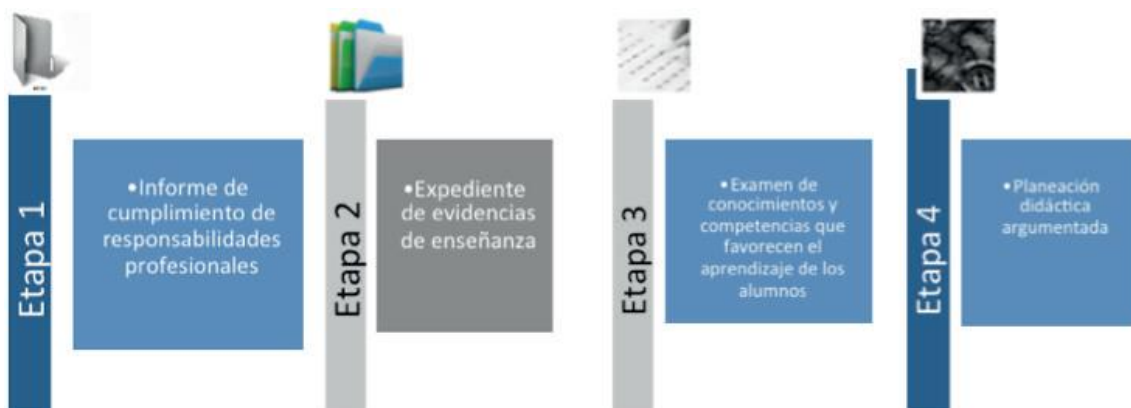 Etapa 1
•Informe de
cumplimiento de
responsabilidades
profesionales
Etapa 2
•Expediente
de evidencias
de enseñanza
Etapa 3
•Examen de
conocimientos y
competencias que
favorecen el
aprendizaje de los
alumnos
Etapa 4
•Planeación
didáctica
argumentada